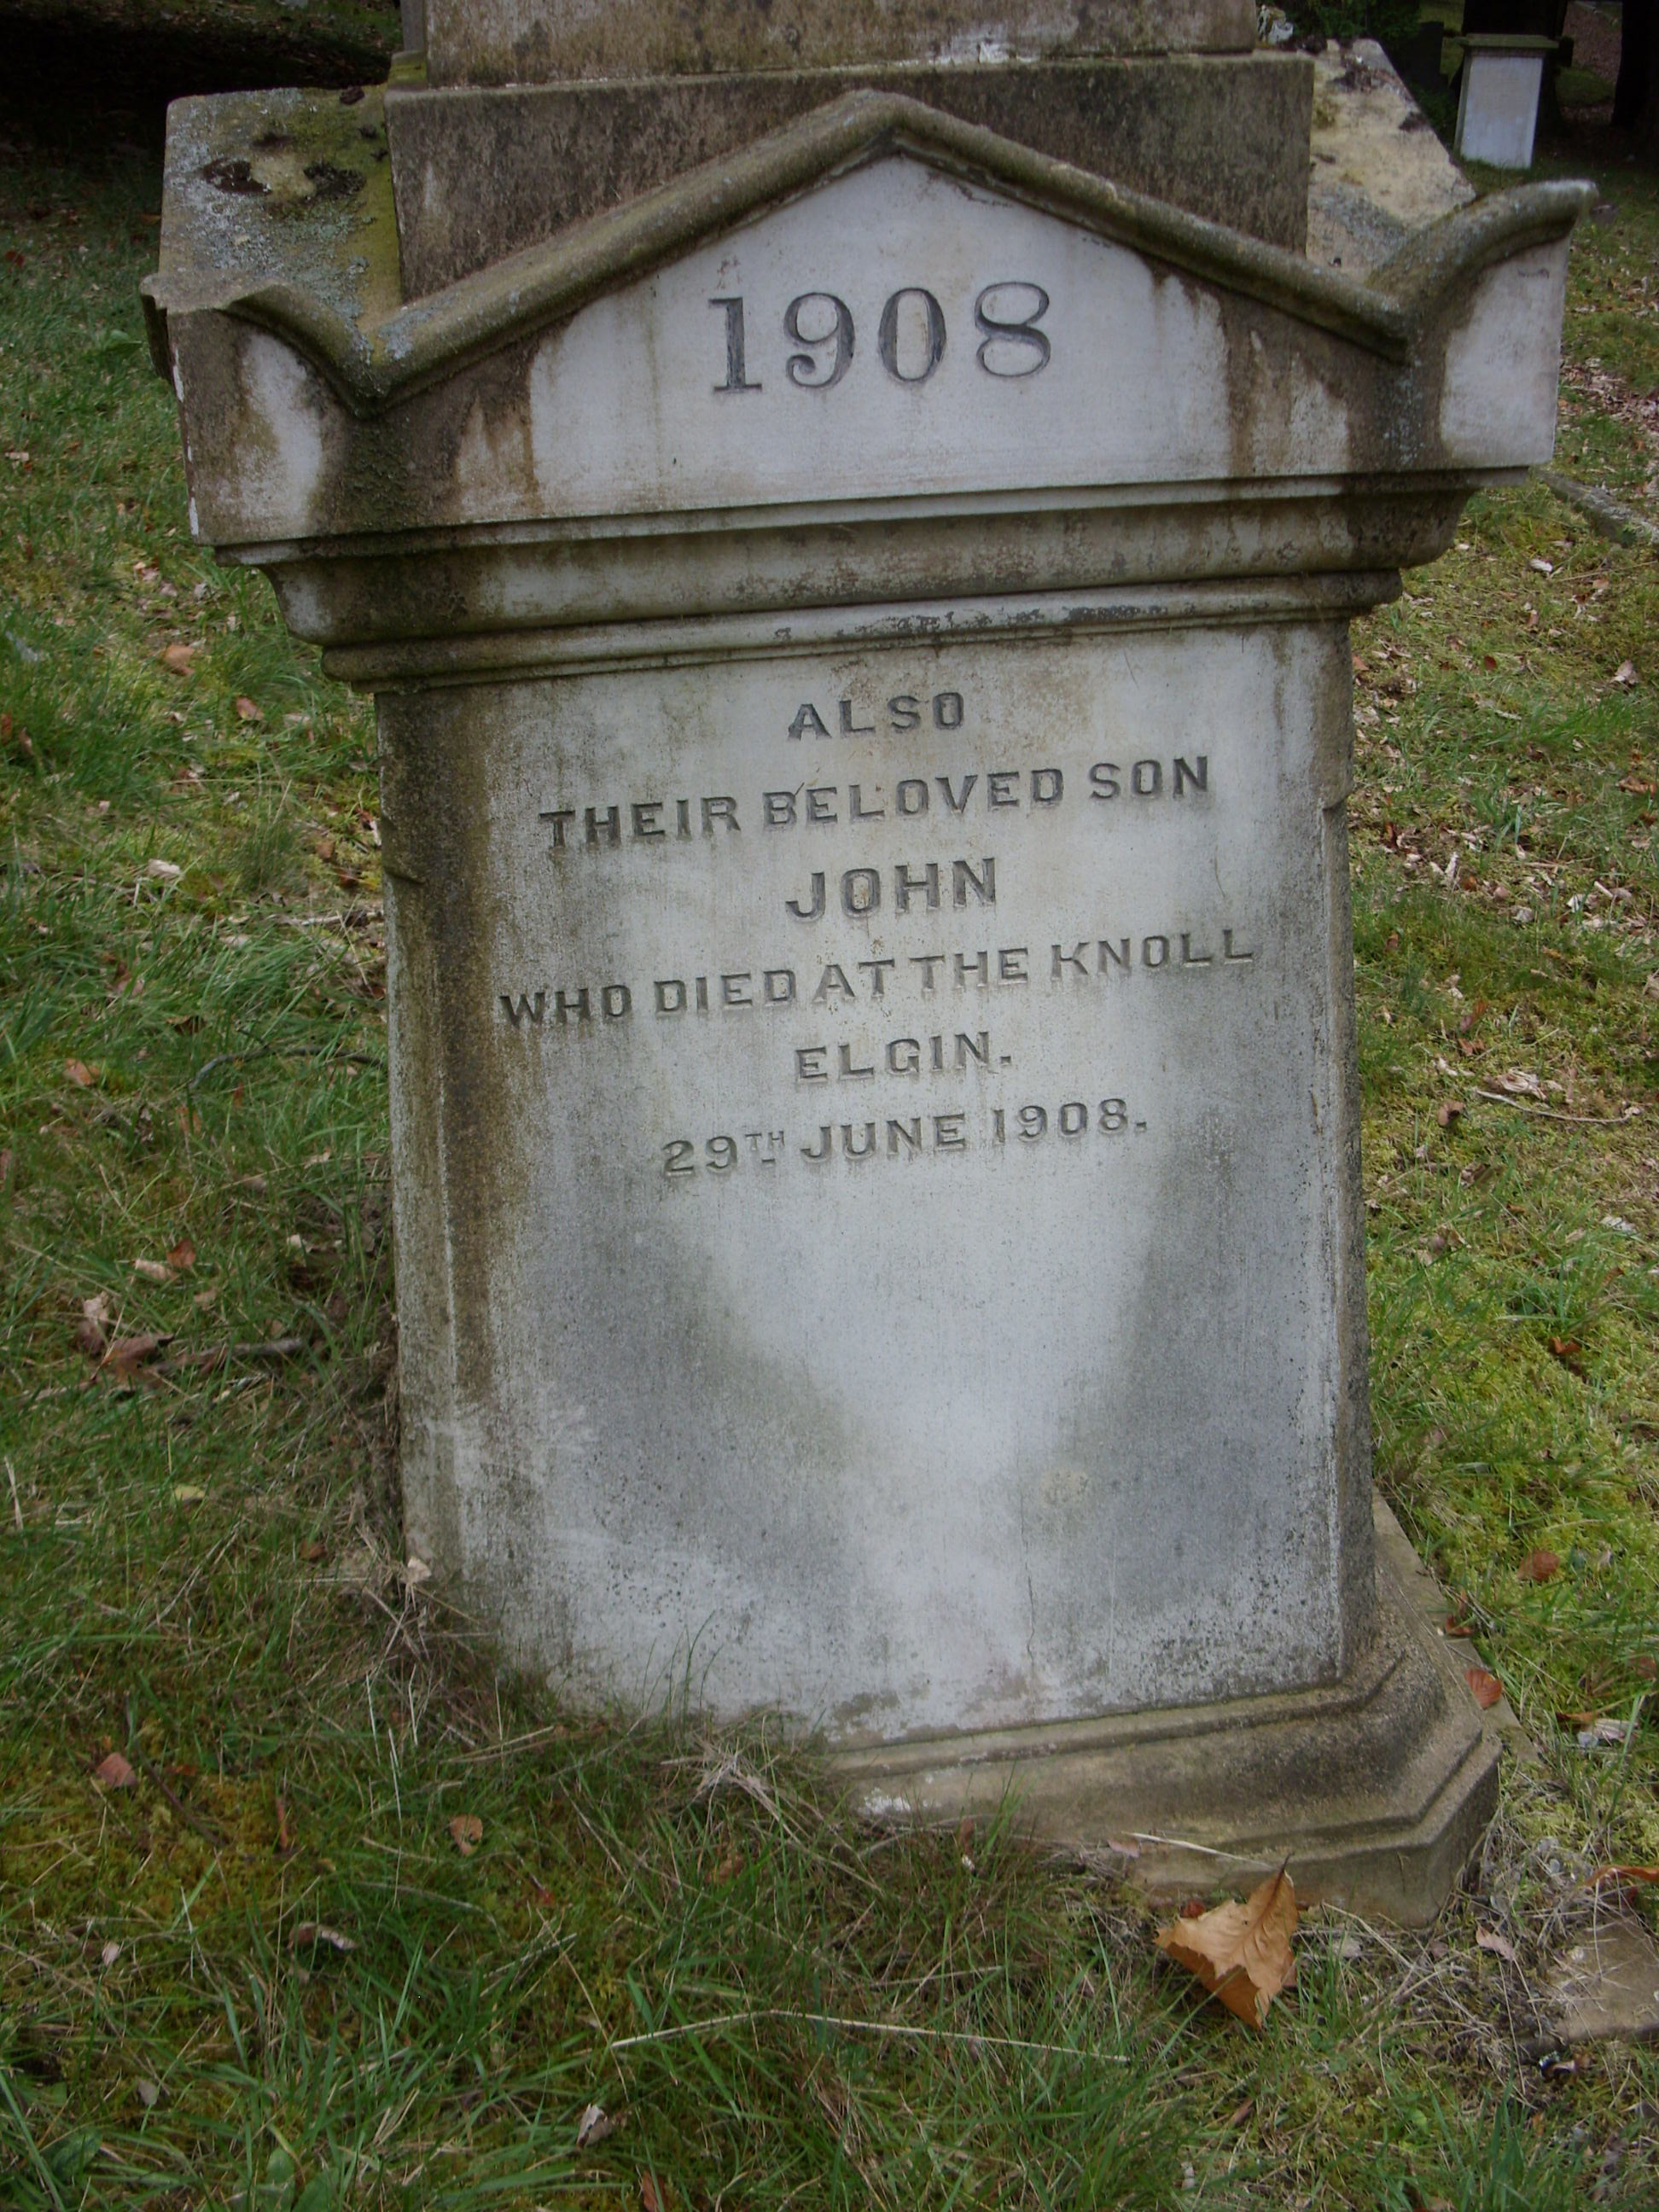 1908
ALSO
THEIR BELOVED SON
JOHN
WHO DIED AT THE KNOLL
ELGIN.
29TH JUNE 1908.